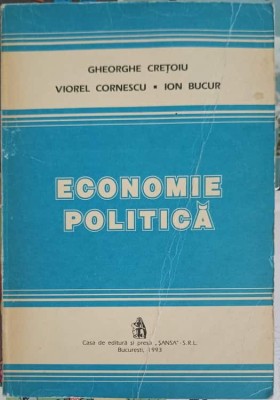 GHEORGHE CREȚOIU
VIOREL CORNESCU • ION BUCUR
ECONOMIE
POLITICĂ
Casa de editură și presă „ȘANSA" - S.R.L.
București, 1993